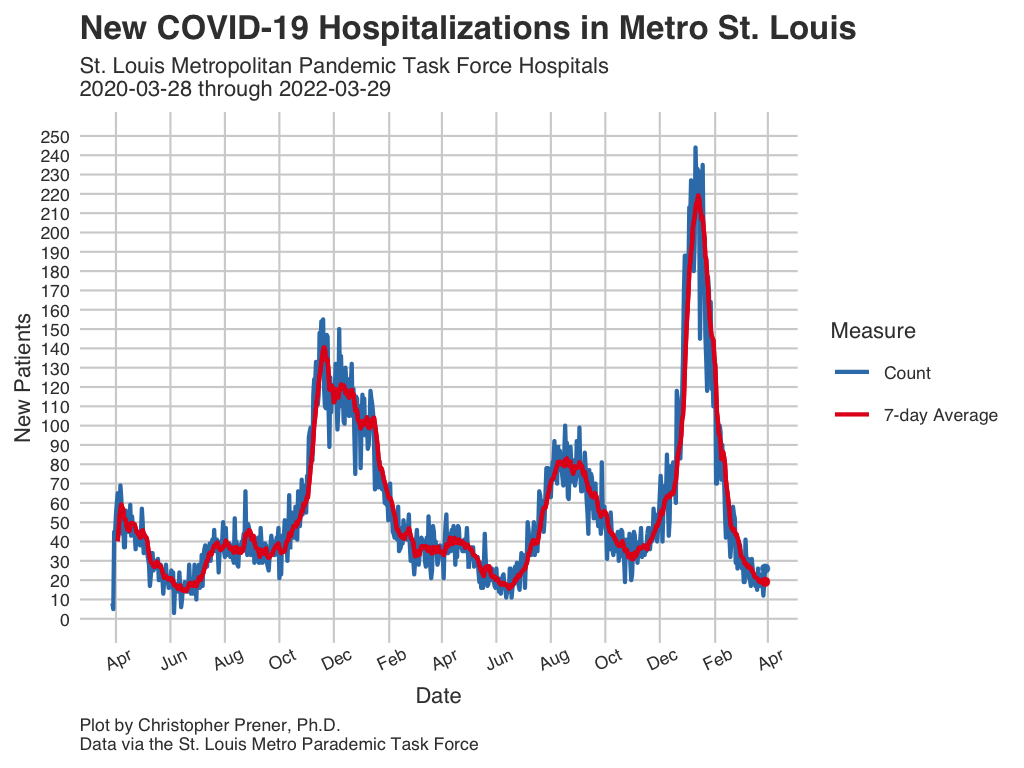 New COVID-19 Hospitalizations in Metro St. Louis
St. Louis Metropolitan Pandemic Task Force Hospitals
2020-03-28 through 2022-03-29
250
240
230
220
210
200
190
180
170
160
150
140
130
120
110
100
90
80
70
60
50
40
30
20
10
0
New Patients
Apr Jun Aug Oct Dec Feb Apr Jun Aug Oct Dec Feb Apr
Date
Measure
Count
7-day Average
Plot by Christopher Prener, Ph.D.
Data via the St. Louis Metro Parademic Task Force